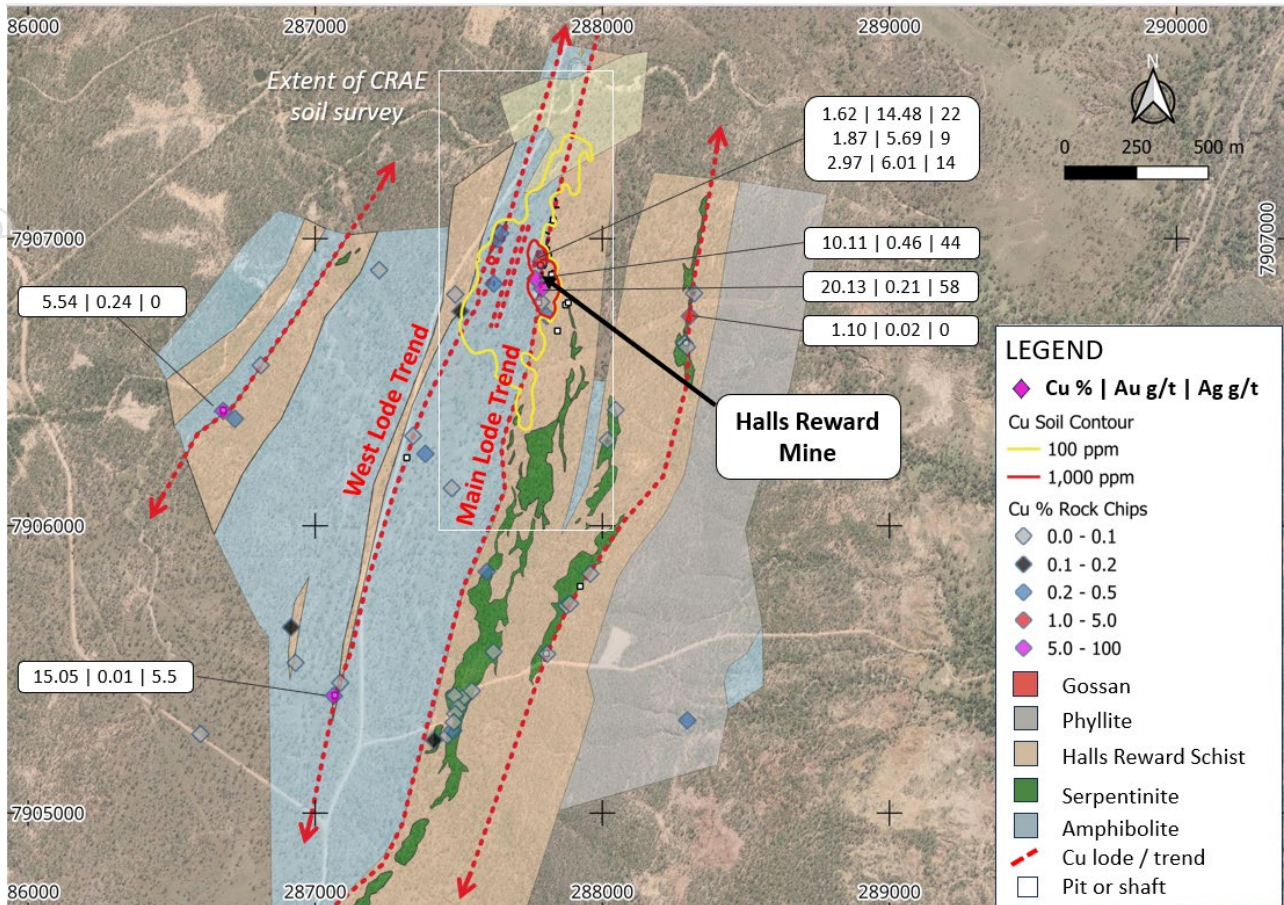 86000
287000
288000
289000
290000
Extent of CRAE
soil survey
N
0 250 500 m
1.62 | 14.48 | 22
1.87 | 5.69 | 9
2.97 | 6.01 | 14
7907000
7907000
10.11 | 0.46 | 44
20.13 | 0.21 | 58
1.10 | 0.02 | 0
5.54 | 0.24 | 0
West Lode Trend
Main Lode Trend
Halls Reward
Mine
7906000
15.05 | 0.01 | 5.5
7905000
86000
287000
288000
289000
LEGEND
Cu % | Au g/t | Ag g/t
Cu Soil Contour
100 ppm
1,000 ppm
Cu % Rock Chips
0.0 - 0.1
0.1 - 0.2
0.2 - 0.5
1.0 - 5.0
5.0 - 100
Gossan
Phyllite
Halls Reward Schist
Serpentinite
Amphibolite
Cu lode / trend
Pit or shaft